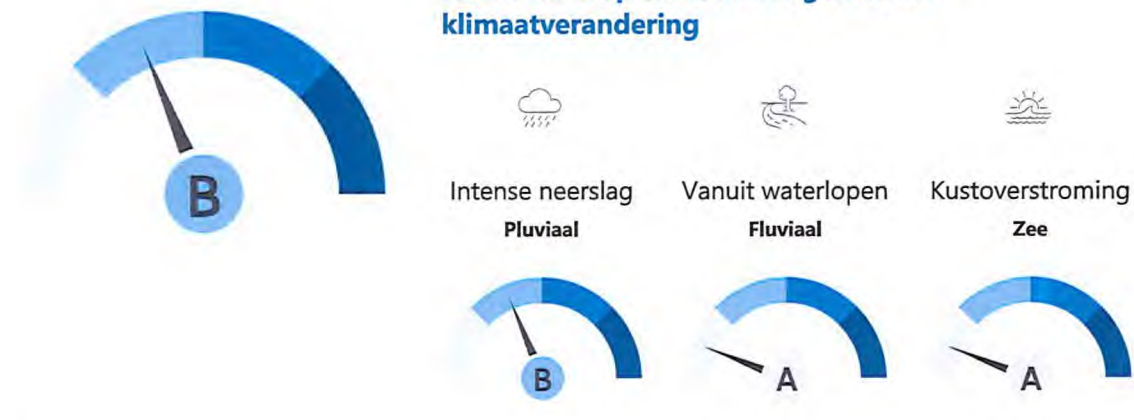 klimaatverandering
B
Intense neerslag
Pluviaal
Vanuit waterlopen
Fluviaal
Kustoverstroming
Zee
B
A
A